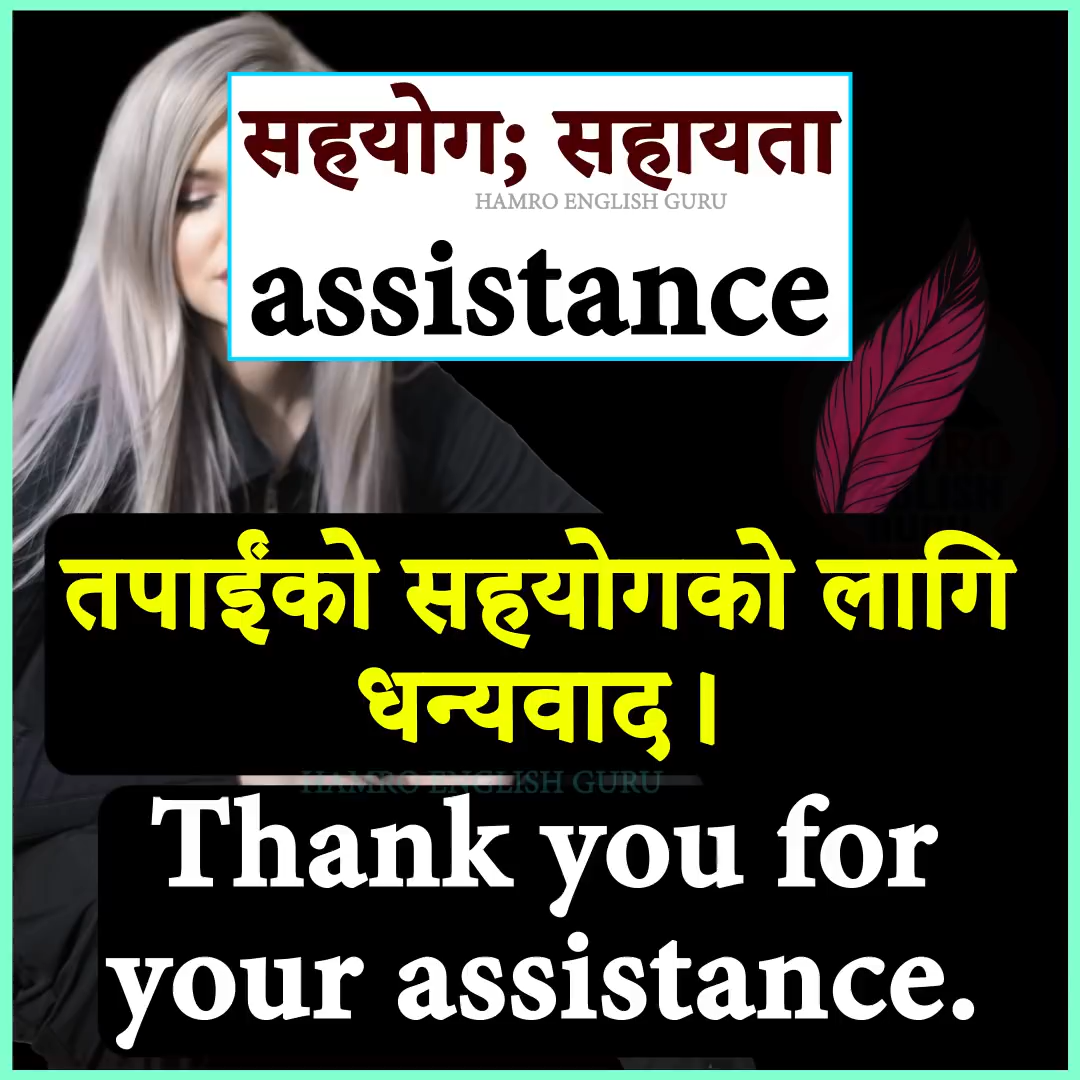 सहयोग; सहायता
HAMRO ENGLISH GURU
assistance
तपाईंको सहयोगको लागि
धन्यवाद।
HAMRO ENGLISH GURU
Thank you for
your assistance.